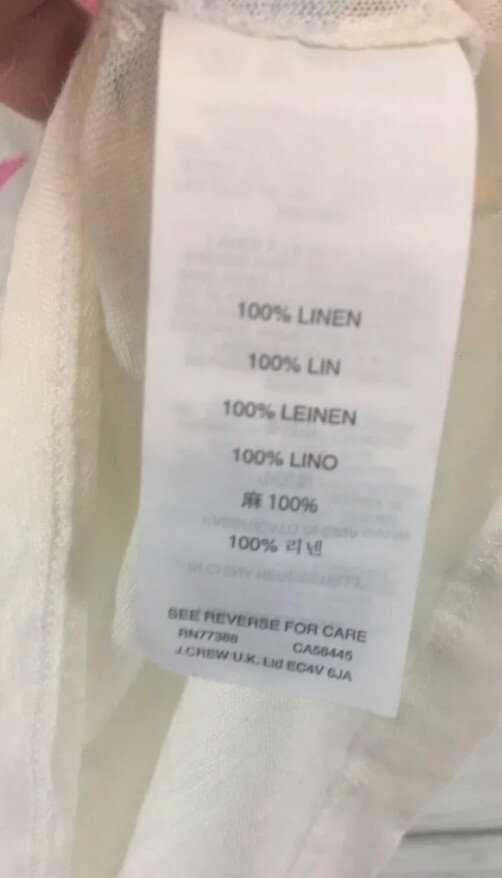 100% LINEN
100% LIN
100% LEINEN
100% LINO
麻 100%
100% 리넨
SEE REVERSE FOR CARE
RN77388 CA56445
J.CREW U.K. Ltd EC4V 6JA